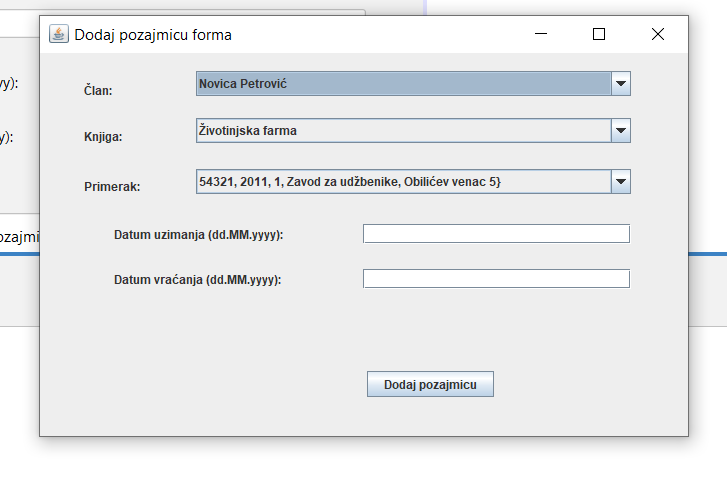 Dodaj pozajmicu forma
yy):
Član:
Novica Petrović
Knjiga:
Životinjska farma
y):
Primerak:
54321, 2011, 1, Zavod za udžbenike, Obilićev venac 5}
ozajmi
Datum uzimanja (dd.MM.yyyy):
Datum vraćanja (dd.MM.yyyy):
Dodaj pozajmicu